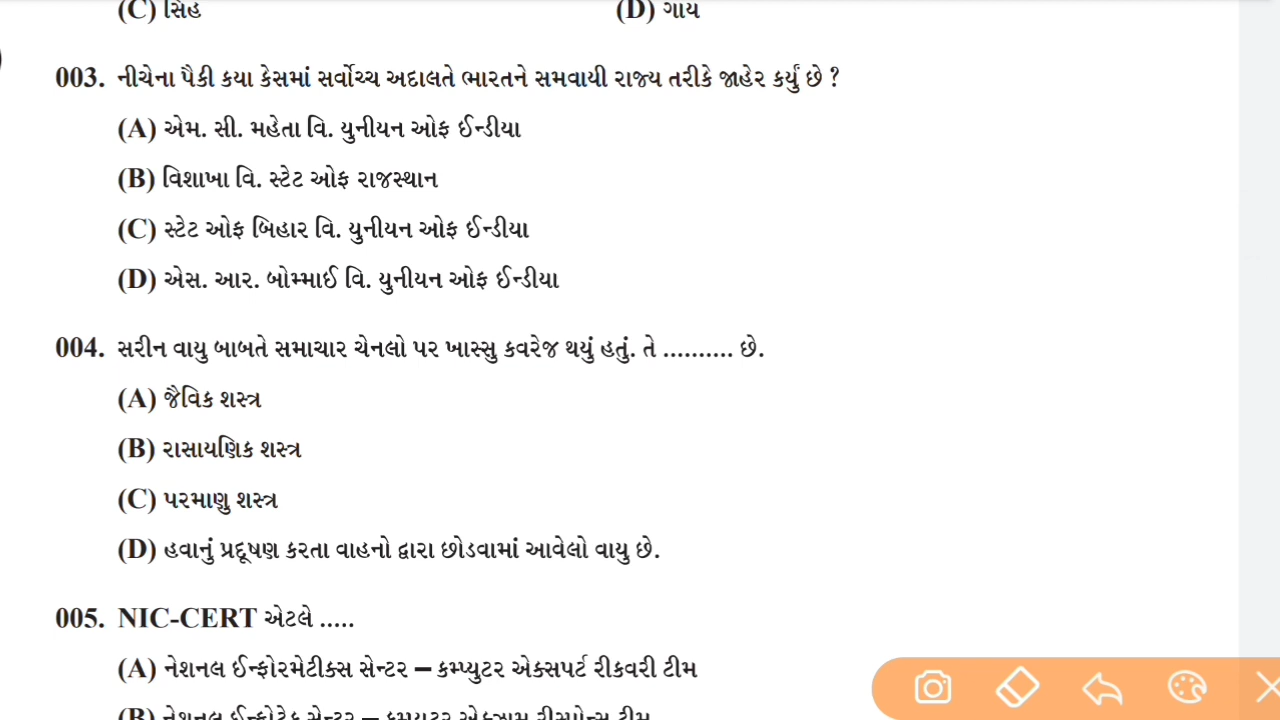 (C) સિંહ
(D) ગાય
003. નીચેના પૈકી કયા કેસમાં સર્વોચ્ચ અદાલતે ભારતને સમવાયી રાજ્ય તરીકે જાહેર કર્યું છે ?
(A) એમ. સી. મહેતા વિ. યુનીયન ઓફ ઈન્ડીયા
(B) વિશાખા વિ. સ્ટેટ ઓફ રાજસ્થાન
(C) સ્ટેટ ઓફ બિહાર વિ. યુનીયન ઓફ ઈન્ડીયા
(D) એસ. આર. બોમ્માઈ વિ. યુનીયન ઓફ ઈન્ડીયા
004. સરીન વાયુ બાબતે સમાચાર ચેનલો પર ખાસ્સુ કવરેજ થયું હતું. તે .......... છે.
(A) જૈવિક શસ્ત્ર
(B) રાસાયણિક શસ્ત્ર
(C) પરમાણુ શસ્ત્ર
(D) હવાનું પ્રદૂષણ કરતા વાહનો દ્વારા છોડવામાં આવેલો વાયુ છે.
005. NIC-CERT એટલે .....
(A) નેશનલ ઈન્ફોરમેટીક્સ સેન્ટર – કમ્પ્યુટર એક્સપર્ટ રીકવરી ટીમ
(B) નેશનલ ઈન્ફોટેક સેન્ટર –